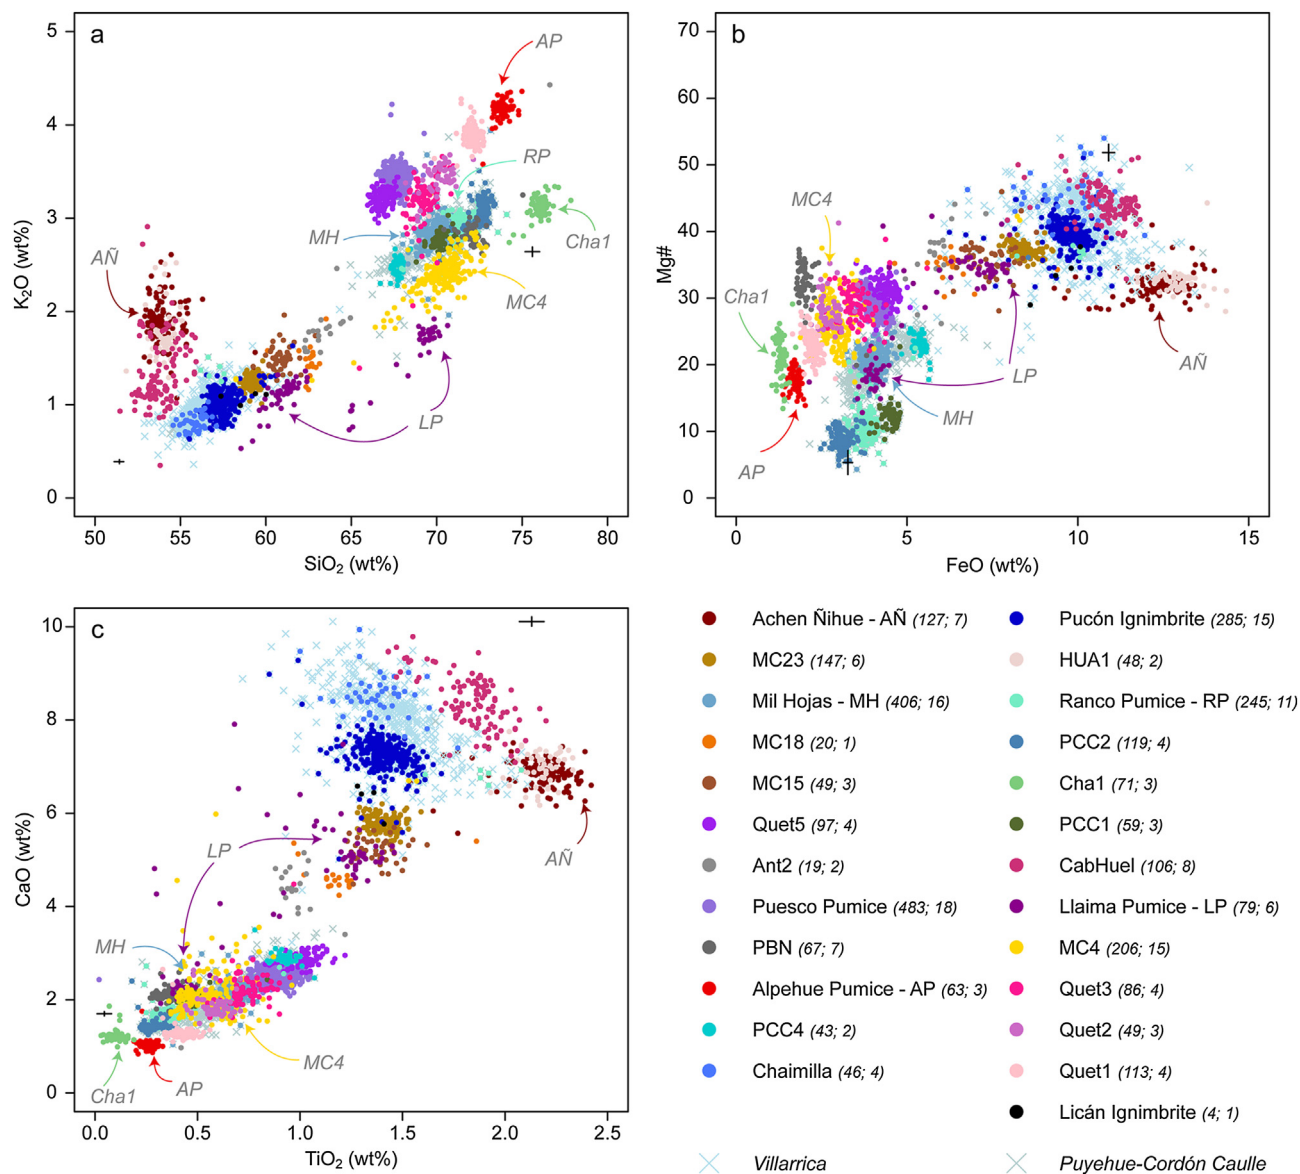 a
5
4
3
2
1
0
K₂O (wt%)
AP
RP
AÑ
MH
Cha1
MC4
LP
50 55 60 65 70 75 80
SiO₂ (wt%)
b
70
60
50
40
30
20
10
0
Mg#
MC4
Cha1
AP
LP
MH
AÑ
0 5 10 15
FeO (wt%)
c
10
8
6
4
2
0
CaO (wt%)
LP
AÑ
MH
MC4
Cha1
AP
0.0 0.5 1.0 1.5 2.0 2.5
TiO₂ (wt%)
Achen Ñihue - AÑ (127; 7)
MC23 (147; 6)
Mil Hojas - MH (406; 16)
MC18 (20; 1)
MC15 (49; 3)
Quet5 (97; 4)
Ant2 (19; 2)
Puesco Pumice (483; 18)
PBN (67; 7)
Alpehue Pumice - AP (63; 3)
PCC4 (43; 2)
Chaimilla (46; 4)
Villarrica
Pucón Ignimbrite (285; 15)
HUA1 (48; 2)
Ranco Pumice - RP (245; 11)
PCC2 (119; 4)
Cha1 (71; 3)
PCC1 (59; 3)
CabHuel (106; 8)
Llaima Pumice - LP (79; 6)
MC4 (206; 15)
Quet3 (86; 4)
Quet2 (49; 3)
Quet1 (113; 4)
Licán Ignimbrite (4; 1)
Puyehue-Cordón Caulle